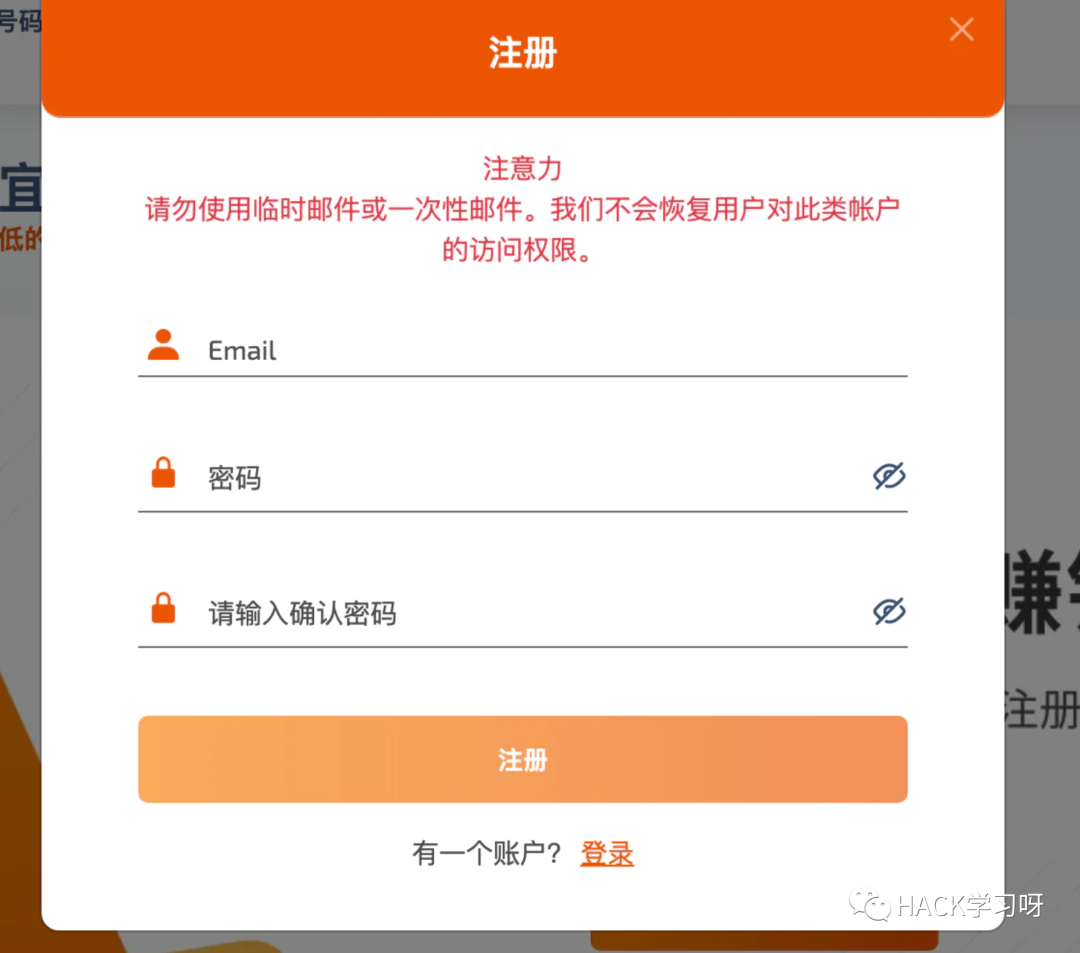 号码
注册
宜
低的
注意力
请勿使用临时邮件或一次性邮件。我们不会恢复用户对此类帐户
的访问权限。
Email
密码
请输入确认密码
赚
注册
注册
有一个账户? 登录
HACK学习呀